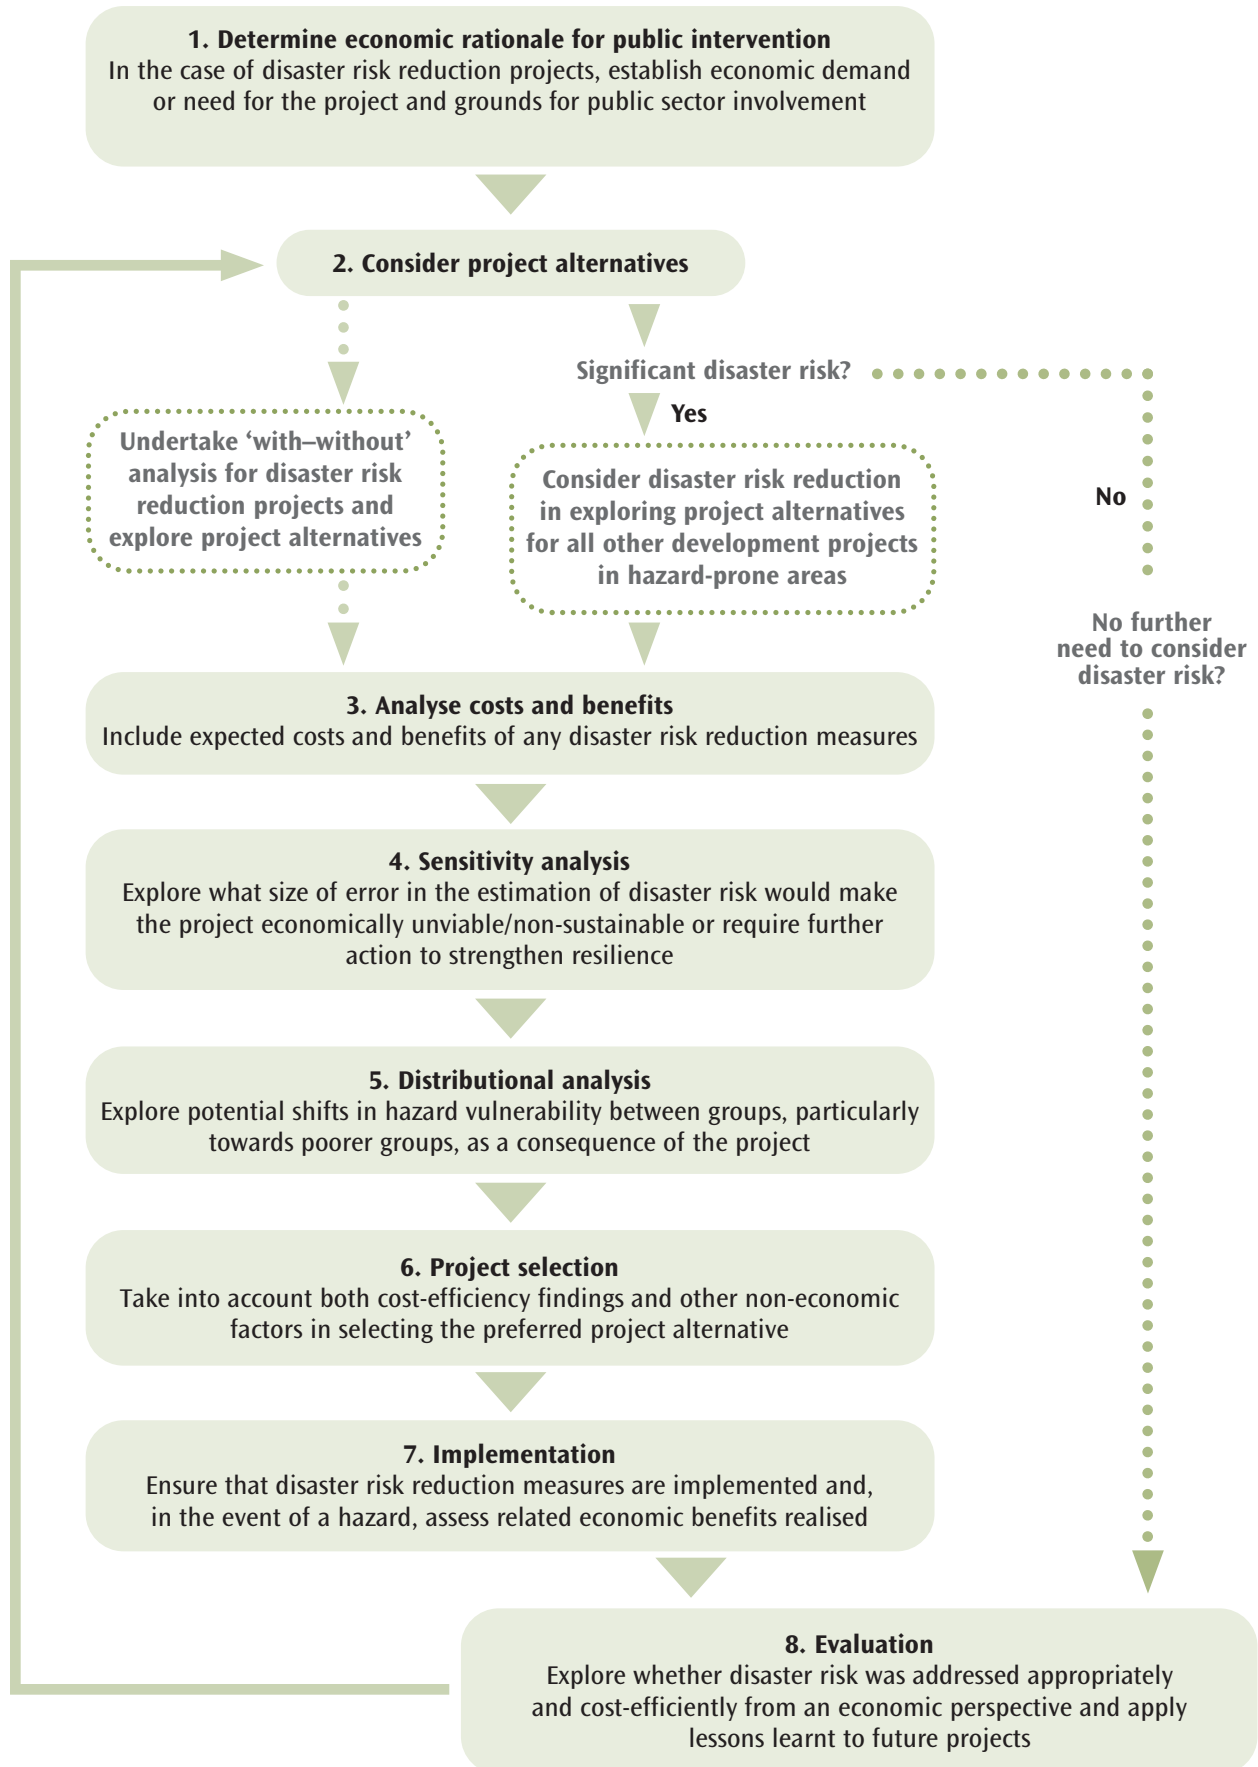 1. Determine economic rationale for public intervention
In the case of disaster risk reduction projects, establish economic demand
or need for the project and grounds for public sector involvement
2. Consider project alternatives
Significant disaster risk?
Yes
Undertake ‘with–without’
analysis for disaster risk
reduction projects and
explore project alternatives
Consider disaster risk reduction
in exploring project alternatives
for all other development projects
in hazard-prone areas
No
No further
need to consider
disaster risk?
3. Analyse costs and benefits
Include expected costs and benefits of any disaster risk reduction measures
4. Sensitivity analysis
Explore what size of error in the estimation of disaster risk would make
the project economically unviable/non-sustainable or require further
action to strengthen resilience
5. Distributional analysis
Explore potential shifts in hazard vulnerability between groups, particularly
towards poorer groups, as a consequence of the project
6. Project selection
Take into account both cost-efficiency findings and other non-economic
factors in selecting the preferred project alternative
7. Implementation
Ensure that disaster risk reduction measures are implemented and,
in the event of a hazard, assess related economic benefits realised
8. Evaluation
Explore whether disaster risk was addressed appropriately
and cost-efficiently from an economic perspective and apply
lessons learnt to future projects